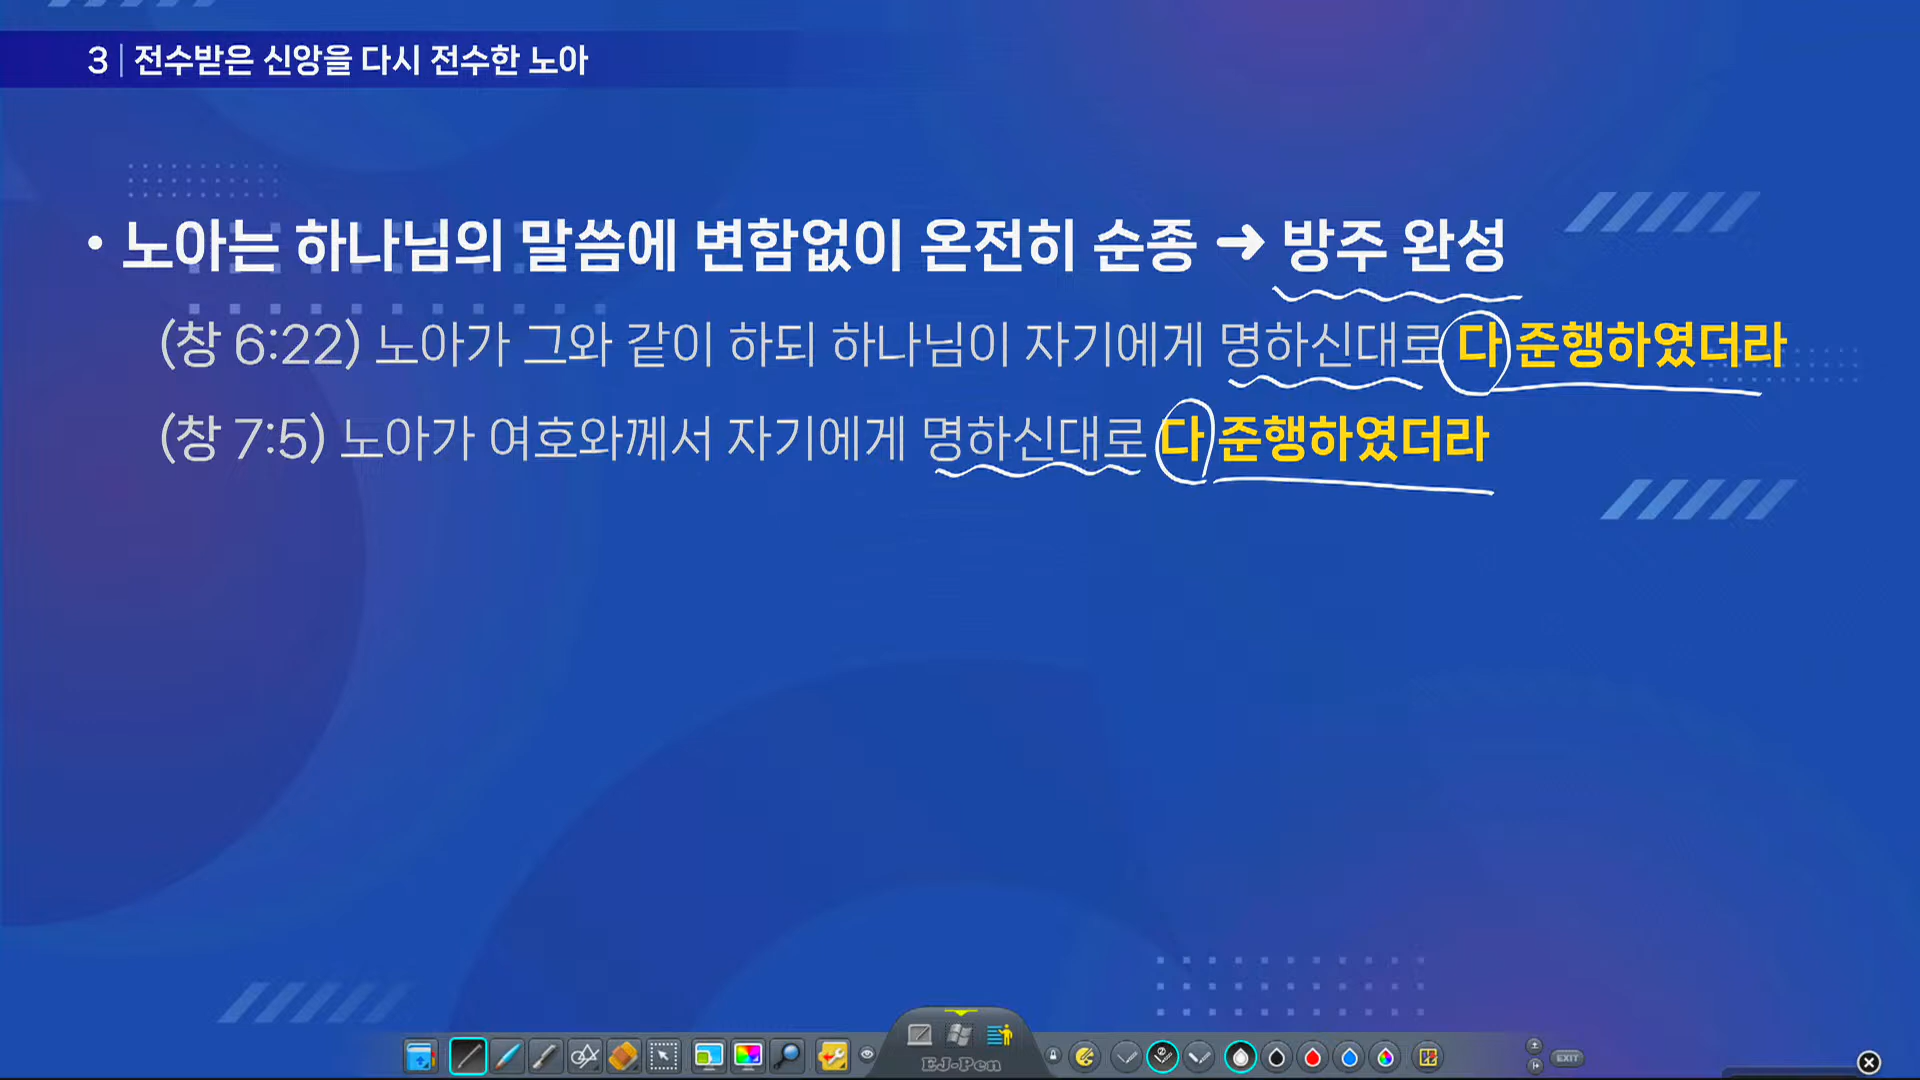 3 | 전수받은 신앙을 다시 전수한 노아
• 노아는 하나님의 말씀에 변함없이 온전히 순종 ➜ 방주 완성
(창 6:22) 노아가 그와 같이 하되 하나님이 자기에게 명하신대로 다 준행하였더라
(창 7:5) 노아가 여호와께서 자기에게 명하신대로 다 준행하였더라
EJ-Pen
EXIT